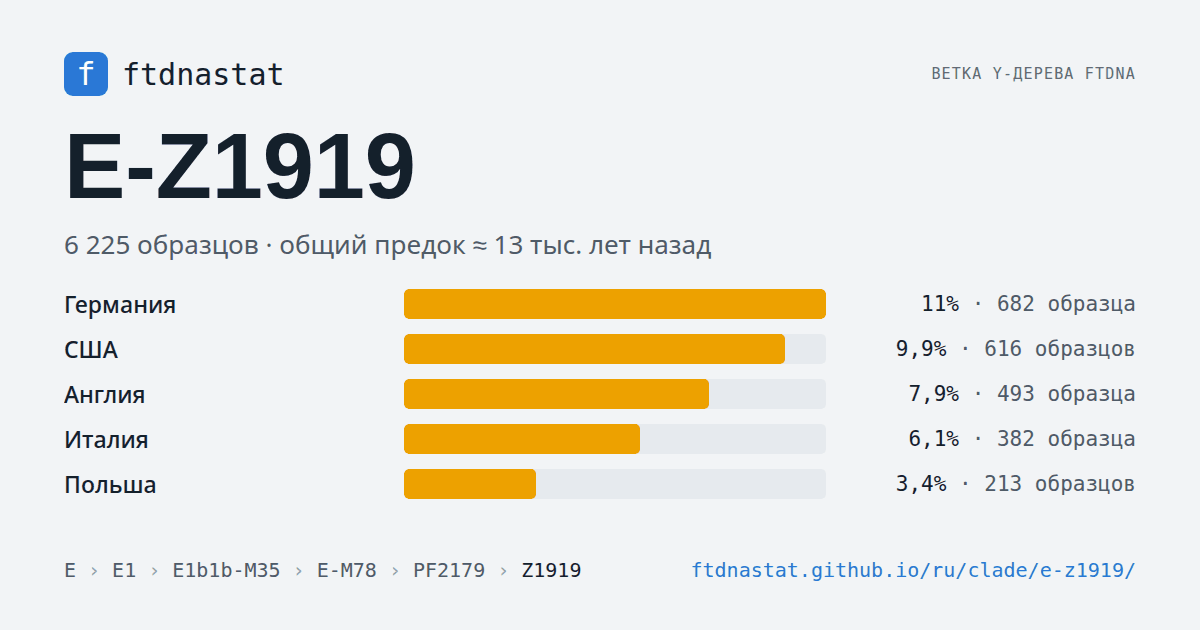 f ftdnastat
ВЕТКА Y-ДЕРЕВА FTDNA
E-Z1919
6 225 образцов · общий предок ≈ 13 тыс. лет назад
Германия 11% · 682 образца
США 9,9% · 616 образцов
Англия 7,9% · 493 образца
Италия 6,1% · 382 образца
Польша 3,4% · 213 образцов
E › E1 › E1b1b-M35 › E-M78 › PF2179 › Z1919
ftdnastat.github.io/ru/clade/e-z1919/